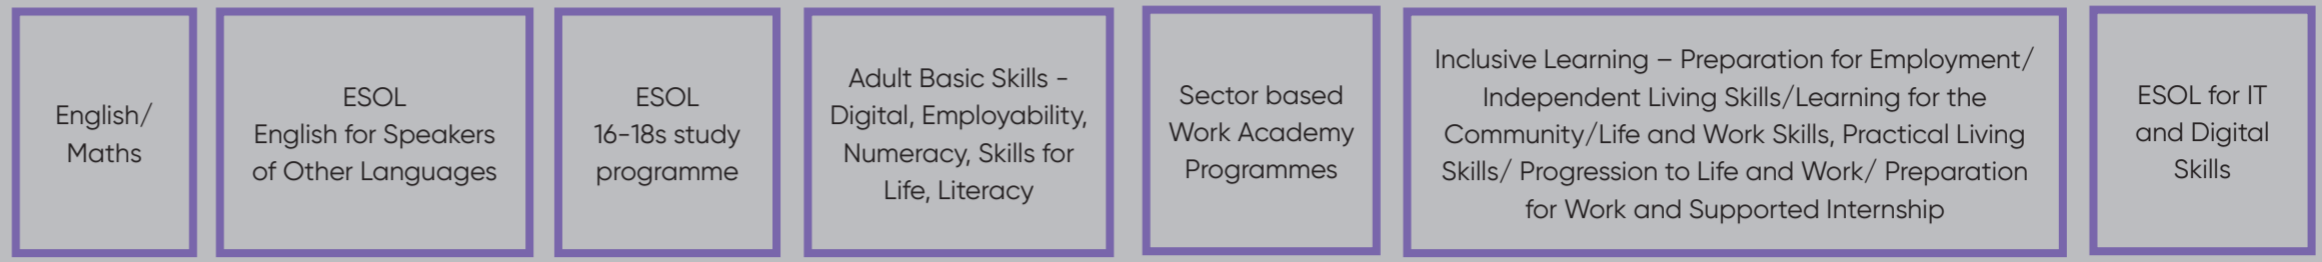 English/
Maths
ESOL
English for Speakers
of Other Languages
ESOL
16-18s study
programme
Adult Basic Skills -
Digital, Employability,
Numeracy, Skills for
Life, Literacy
Sector based
Work Academy
Programmes
Inclusive Learning – Preparation for Employment/
Independent Living Skills/Learning for the
Community/Life and Work Skills, Practical Living
Skills/ Progression to Life and Work/ Preparation
for Work and Supported Internship
ESOL for IT
and Digital
Skills